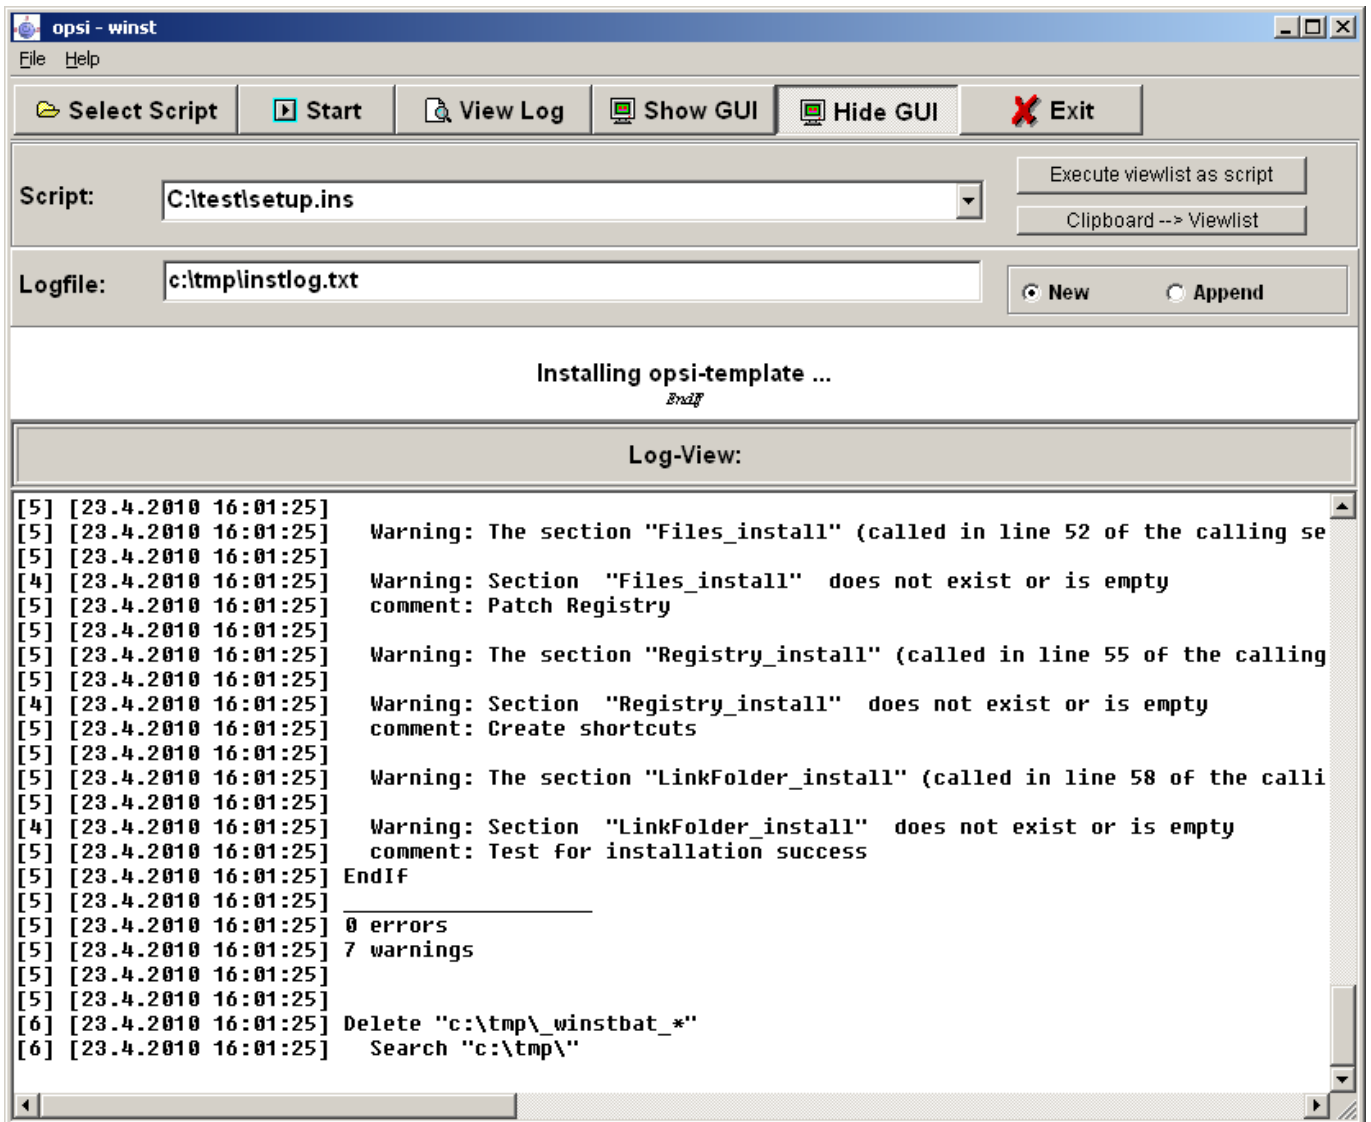 opsi - winst
File Help
Select Script Start View Log Show GUI Hide GUI Exit
Script: C:\test\setup.ins
Execute viewlist as script
Clipboard --> Viewlist
Logfile: c:\tmp\instlog.txt New Append
Installing opsi-template ...
EndIf
Log-View:
[5] [23.4.2010 16:01:25]
[5] [23.4.2010 16:01:25] Warning: The section "Files_install" (called in line 52 of the calling se
[5] [23.4.2010 16:01:25]
[4] [23.4.2010 16:01:25] Warning: Section "Files_install" does not exist or is empty
[5] [23.4.2010 16:01:25] comment: Patch Registry
[5] [23.4.2010 16:01:25]
[5] [23.4.2010 16:01:25] Warning: The section "Registry_install" (called in line 55 of the calling
[5] [23.4.2010 16:01:25]
[4] [23.4.2010 16:01:25] Warning: Section "Registry_install" does not exist or is empty
[5] [23.4.2010 16:01:25] comment: Create shortcuts
[5] [23.4.2010 16:01:25]
[5] [23.4.2010 16:01:25] Warning: The section "LinkFolder_install" (called in line 58 of the calli
[5] [23.4.2010 16:01:25]
[4] [23.4.2010 16:01:25] Warning: Section "LinkFolder_install" does not exist or is empty
[5] [23.4.2010 16:01:25] comment: Test for installation success
[5] [23.4.2010 16:01:25] EndIf
[5] [23.4.2010 16:01:25] ___________________
[5] [23.4.2010 16:01:25] 0 errors
[5] [23.4.2010 16:01:25] 7 warnings
[5] [23.4.2010 16:01:25]
[5] [23.4.2010 16:01:25]
[6] [23.4.2010 16:01:25] Delete "c:\tmp\_winstbat_*"
[6] [23.4.2010 16:01:25] Search "c:\tmp\"